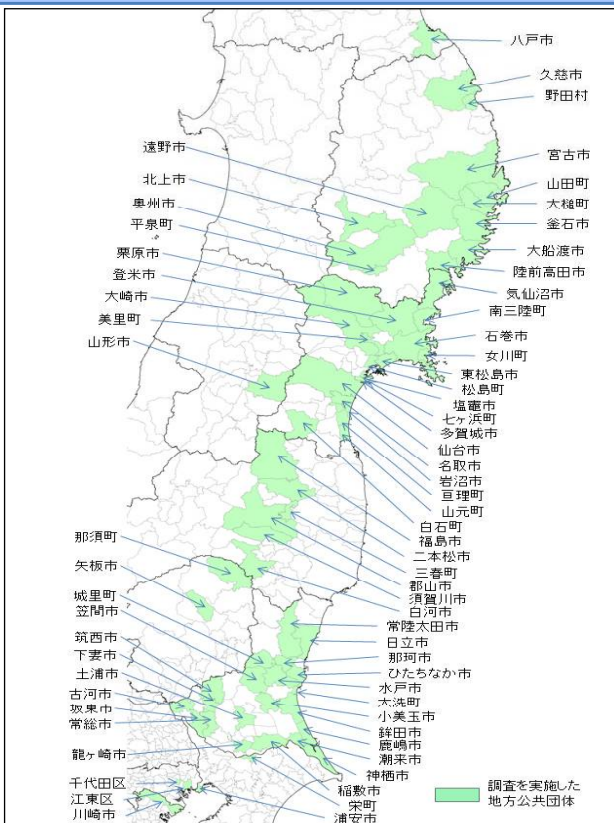 八戸市
久慈市
野田村
遠野市
宮古市
北上市
山田町
奥州市
大槌町
平泉町
釜石市
栗原市
大船渡市
登米市
陸前高田市
大崎市
気仙沼市
美里町
南三陸町
山形市
石巻市
女川町
東松島市
松島町
塩竈市
七ヶ浜町
多賀城市
仙台市
名取市
岩沼市
亘理町
山元町
白石町
福島市
二本松市
三春町
郡山市
須賀川市
白河市
那須町
矢板市
城里町
笠間市
常陸太田市
日立市
筑西市
那珂市
下妻市
ひたちなか市
土浦市
水戸市
古河市
大洗町
坂東市
小美玉市
常総市
鉾田市
鹿嶋市
龍ヶ崎市
潮来市
神栖市
千代田区
稲敷市
江東区
栄町
川崎市
浦安市
調査を実施した
地方公共団体